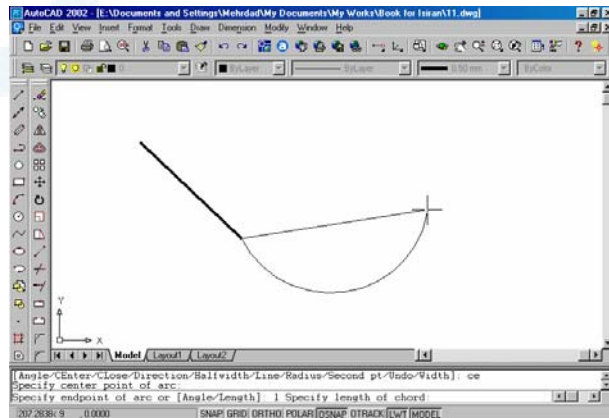 AutoCAD 2002 - [E:\Documents and Settings\Mehrdad\My Documents\My Works\Book for Isiran\11.dwg]
File Edit View Insert Format Tools Draw Dimension Modify Window Help
0 ByLayer ByLayer 0.50 mm ByColor
Y
X
Model Layout1 Layout2
[Angle/CEnter/CLose/Direction/Halfwidth/Line/Radius/Second pt/Undo/Width]: ce
Specify center point of arc:
Specify endpoint of arc or [Angle/Length]: l Specify length of chord:
SNAP GRID ORTHO POLAR OSNAP OTRACK LWT MODEL